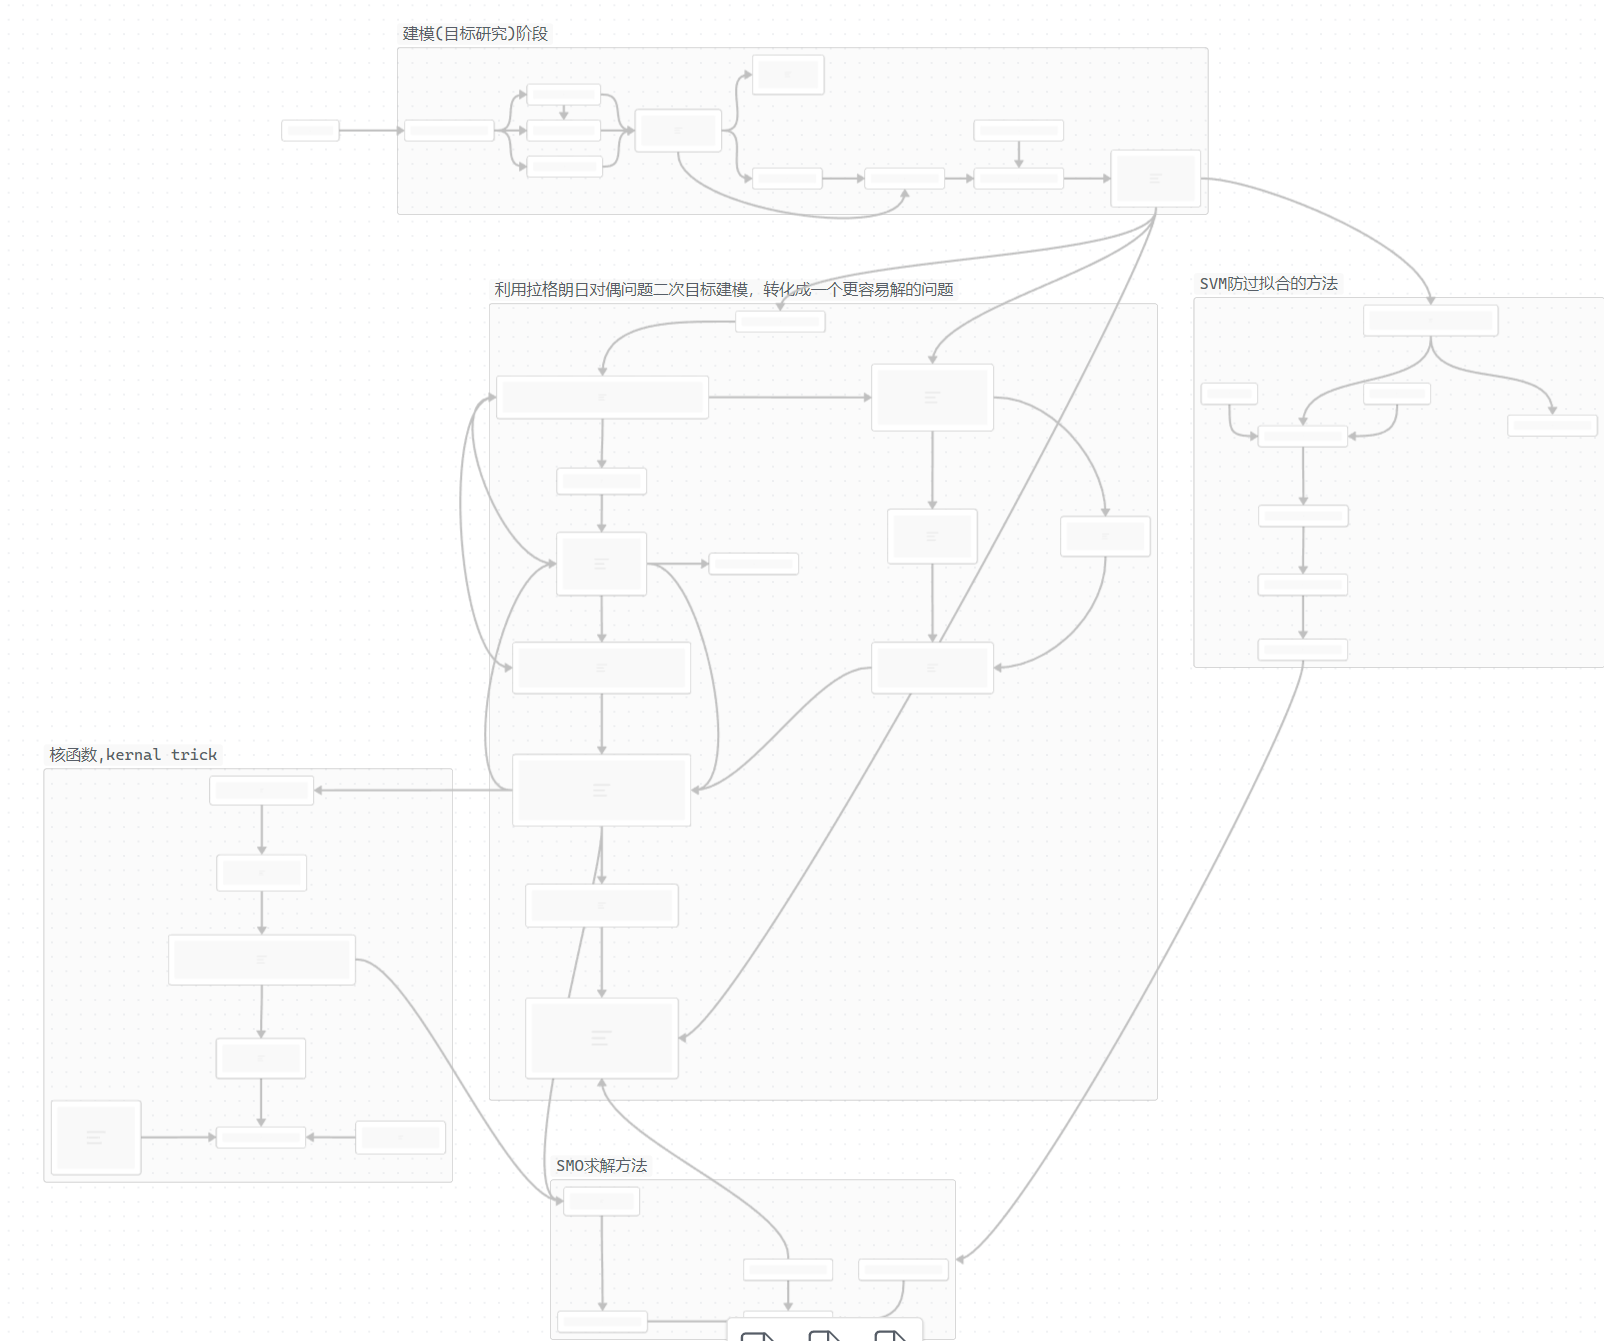 建模(目标研究)阶段
利用拉格朗日对偶问题二次目标建模，转化成一个更容易解的问题
SVM防过拟合的方法
核函数,kernal trick
SMO求解方法